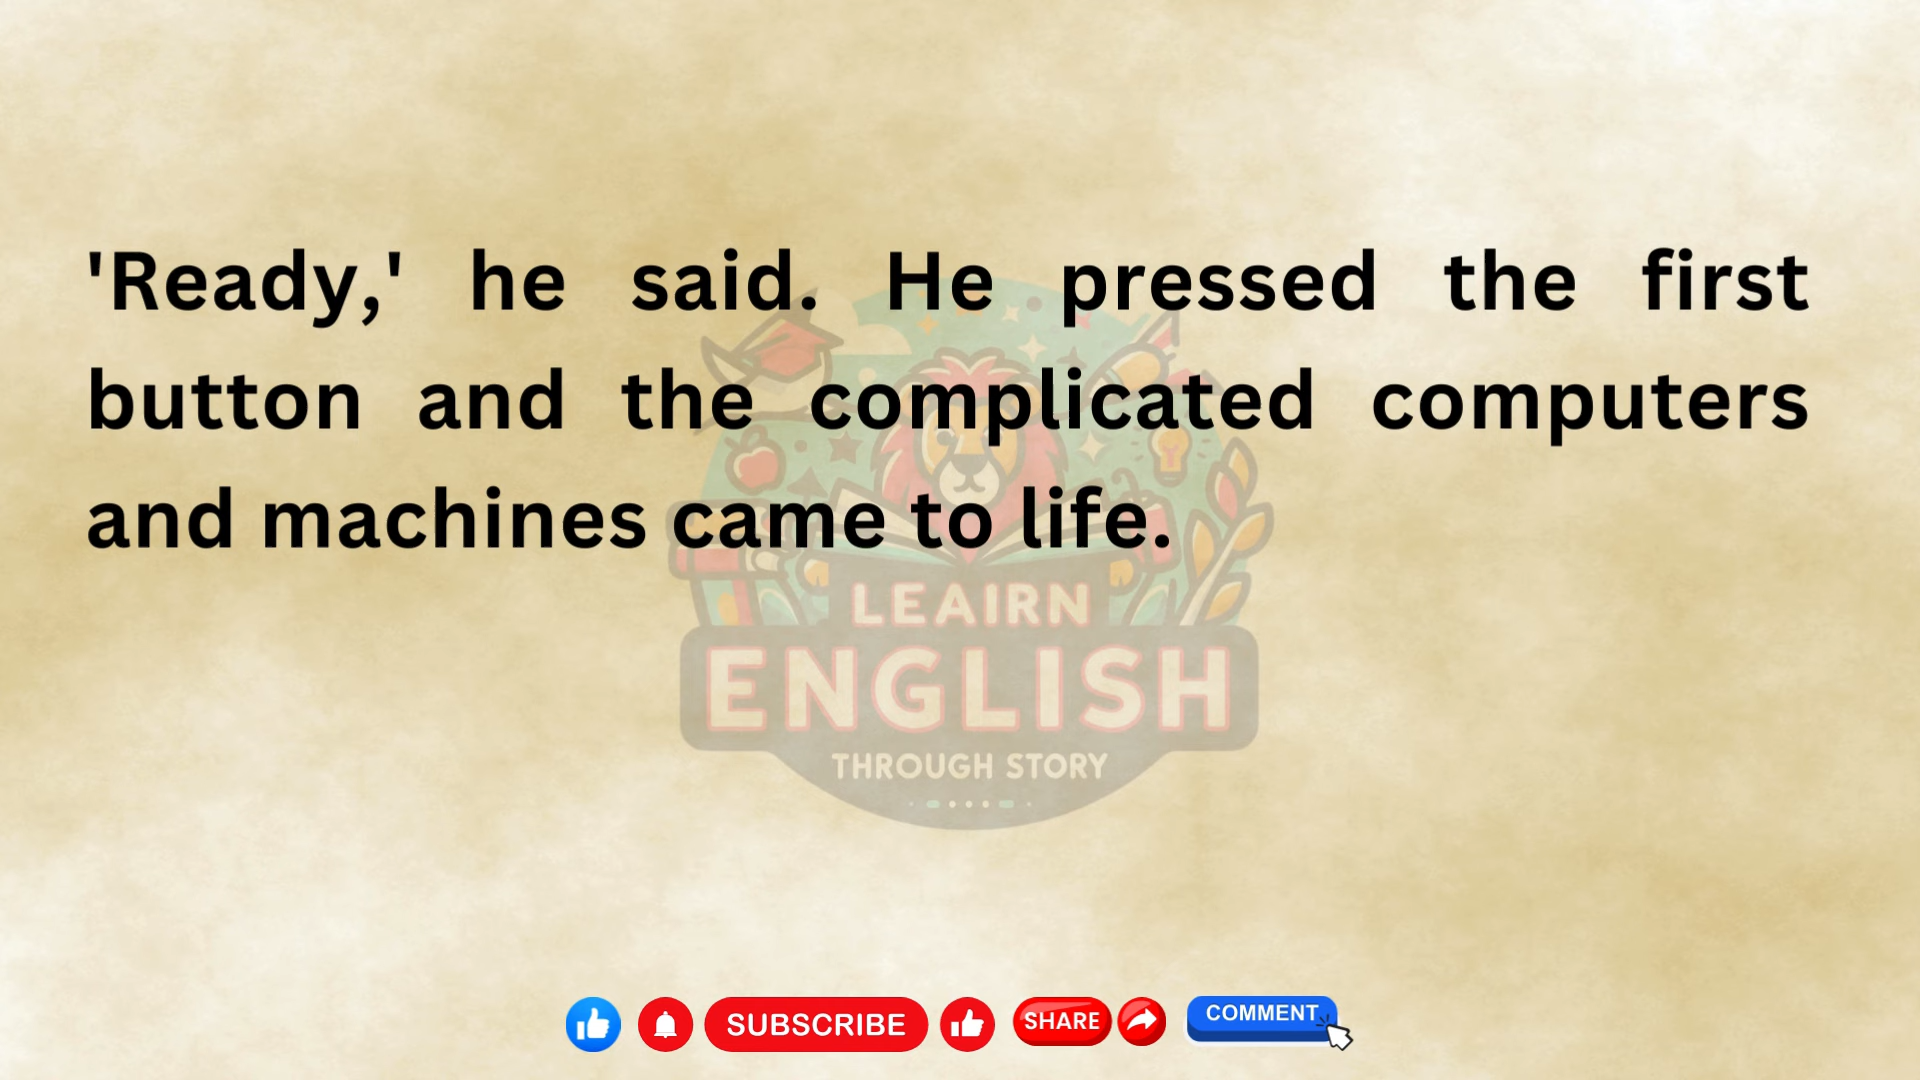 'Ready,' he said. He pressed the first
button and the complicated computers
and machines came to life.
LEAIRN
ENGLISH
THROUGH STORY
SUBSCRIBE
SHARE
COMMENT